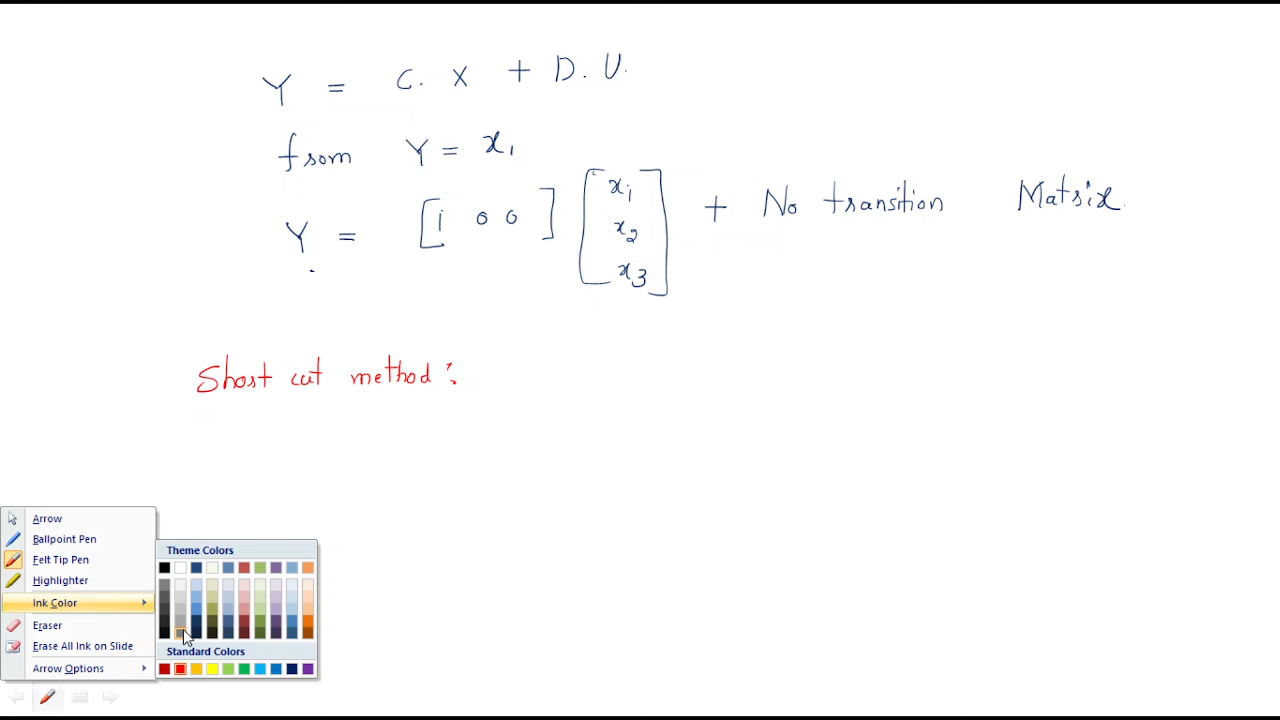 Y = C. X + D. U.
from Y = x₁
Y = [1 0 0] [x₁ x₂ x₃] + No transition Matrix.
Short cut method :
Arrow
Ballpoint Pen
Felt Tip Pen
Highlighter
Ink Color
Eraser
Erase All Ink on Slide
Arrow Options
Theme Colors
Standard Colors